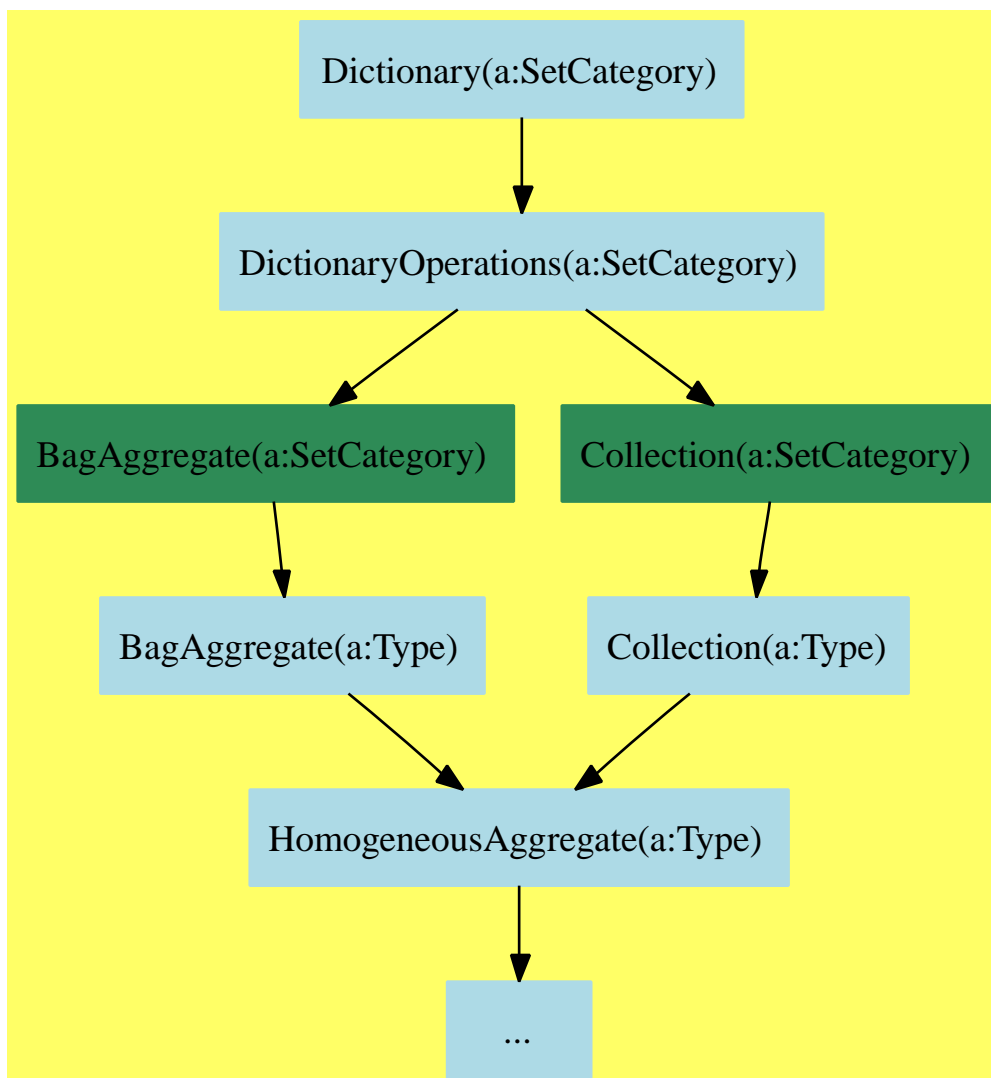 Dictionary(a:SetCategory)
DictionaryOperations(a:SetCategory)
BagAggregate(a:SetCategory)
Collection(a:SetCategory)
BagAggregate(a:Type)
Collection(a:Type)
HomogeneousAggregate(a:Type)
...